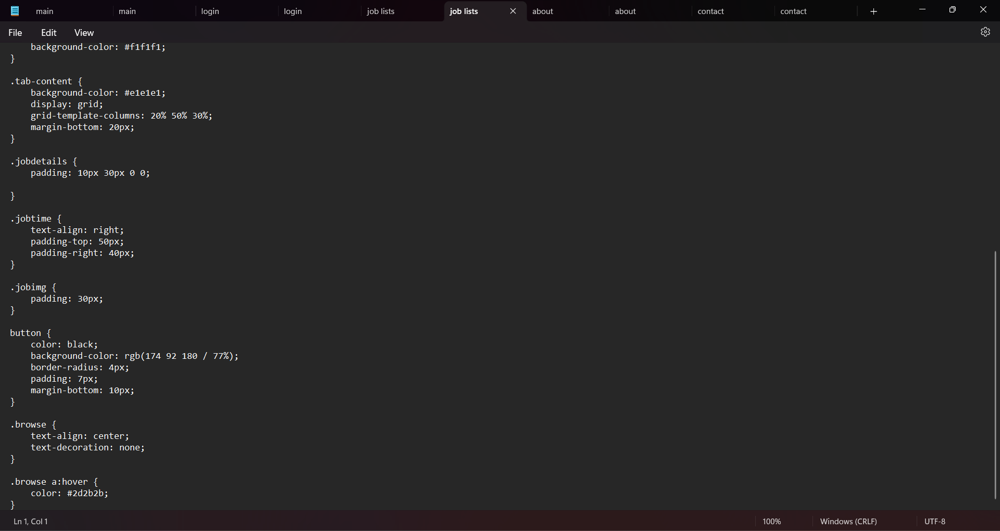 main
main
login
login
job lists
job lists
about
about
contact
contact
File
Edit
View
background-color: #f1f1f1;
}
.tab-content {
background-color: #e1e1e1;
display: grid;
grid-template-columns: 20% 50% 30%;
margin-bottom: 20px;
}
.jobdetails {
padding: 10px 30px 0 0;
}
.jobtime {
text-align: right;
padding-top: 50px;
padding-right: 40px;
}
.jobimg {
padding: 30px;
}
button {
color: black;
background-color: rgb(174 92 180 / 77%);
border-radius: 4px;
padding: 7px;
margin-bottom: 10px;
}
.browse {
text-align: center;
text-decoration: none;
}
.browse a:hover {
color: #2d2b2b;
}
Ln 1, Col 1
100%
Windows (CRLF)
UTF-8